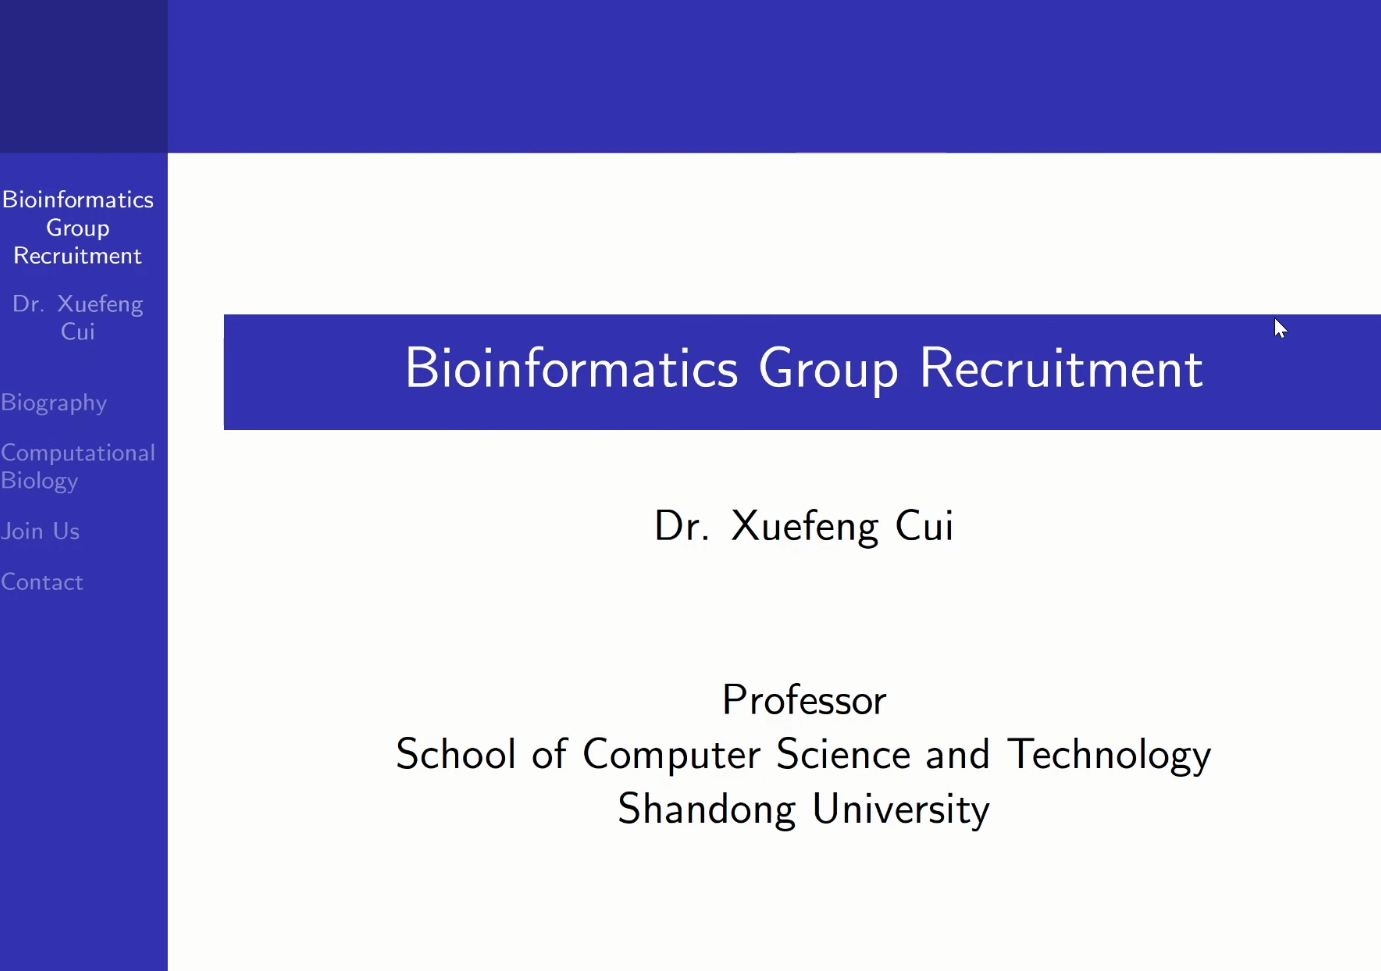 Bioinformatics
Group
Recruitment
Dr. Xuefeng
Cui
Biography
Computational
Biology
Join Us
Contact
Bioinformatics Group Recruitment
Dr. Xuefeng Cui
Professor
School of Computer Science and Technology
Shandong University